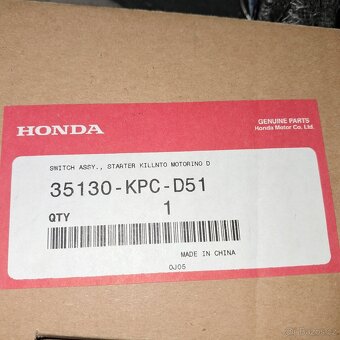 GENUINE PARTS
HONDA Honda Motor Co., Ltd.
SWITCH ASSY., STARTER KILLNTO MOTORINO D
35130-KPC-D51
QTY 1
MADE IN CHINA
0J05